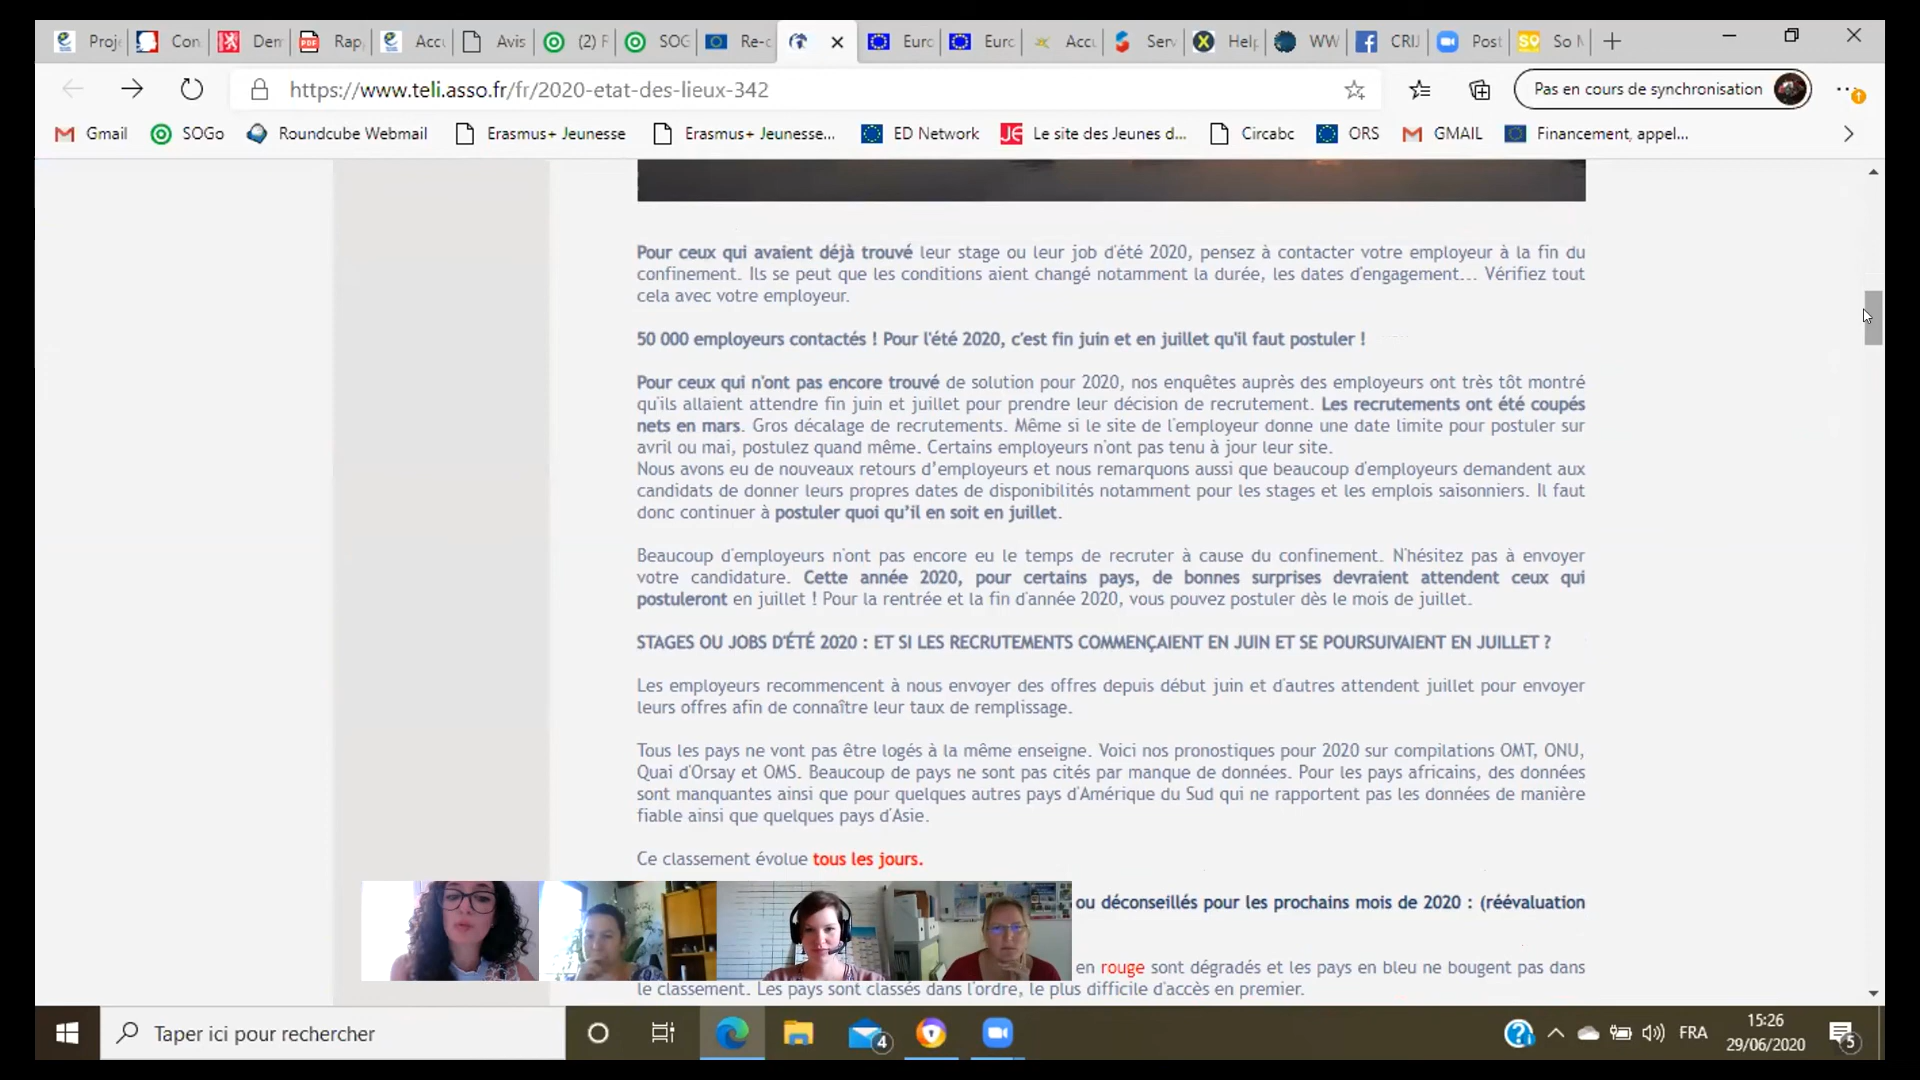 Proj
Con
Den
Rap
Accu
Avis
(2) F
SOG
Re-c
Euro
Euro
Accu
Serv
Help
WW
CRIJ
Post
So N
https://www.teli.asso.fr/fr/2020-etat-des-lieux-342
Pas en cours de synchronisation
Gmail
SOGo
Roundcube Webmail
Erasmus+ Jeunesse
Erasmus+ Jeunesse...
ED Network
Le site des Jeunes d...
Circabc
ORS
GMAIL
Financement, appel...
Pour ceux qui avaient déjà trouvé leur stage ou leur job d'été 2020, pensez à contacter votre employeur à la fin du
confinement. Ils se peut que les conditions aient changé notamment la durée, les dates d'engagement... Vérifiez tout
cela avec votre employeur.
50 000 employeurs contactés ! Pour l'été 2020, c'est fin juin et en juillet qu'il faut postuler !
Pour ceux qui n'ont pas encore trouvé de solution pour 2020, nos enquêtes auprès des employeurs ont très tôt montré
qu'ils allaient attendre fin juin et juillet pour prendre leur décision de recrutement. Les recrutements ont été coupés
nets en mars. Gros décalage de recrutements. Même si le site de l'employeur donne une date limite pour postuler sur
avril ou mai, postulez quand même. Certains employeurs n'ont pas tenu à jour leur site.
Nous avons eu de nouveaux retours d’employeurs et nous remarquons aussi que beaucoup d'employeurs demandent aux
candidats de donner leurs propres dates de disponibilités notamment pour les stages et les emplois saisonniers. Il faut
donc continuer à postuler quoi qu’il en soit en juillet.
Beaucoup d'employeurs n'ont pas encore eu le temps de recruter à cause du confinement. N'hésitez pas à envoyer
votre candidature. Cette année 2020, pour certains pays, de bonnes surprises devraient attendent ceux qui
postuleront en juillet ! Pour la rentrée et la fin d'année 2020, vous pouvez postuler dès le mois de juillet.
STAGES OU JOBS D'ÉTÉ 2020 : ET SI LES RECRUTEMENTS COMMENÇAIENT EN JUIN ET SE POURSUIVAIENT EN JUILLET ?
Les employeurs recommencent à nous envoyer des offres depuis début juin et d'autres attendent juillet pour envoyer
leurs offres afin de connaître leur taux de remplissage.
Tous les pays ne vont pas être logés à la même enseigne. Voici nos pronostiques pour 2020 sur compilations OMT, ONU,
Quai d'Orsay et OMS. Beaucoup de pays ne sont pas cités par manque de données. Pour les pays africains, des données
sont manquantes ainsi que pour quelques autres pays d'Amérique du Sud qui ne rapportent pas les données de manière
fiable ainsi que quelques pays d'Asie.
Ce classement évolue tous les jours.
ou déconseillés pour les prochains mois de 2020 : (réévaluation
en rouge sont dégradés et les pays en bleu ne bougent pas dans
le classement. Les pays sont classés dans l'ordre, le plus difficile d'accès en premier.
Taper ici pour rechercher
4
FRA
15:26
29/06/2020
5